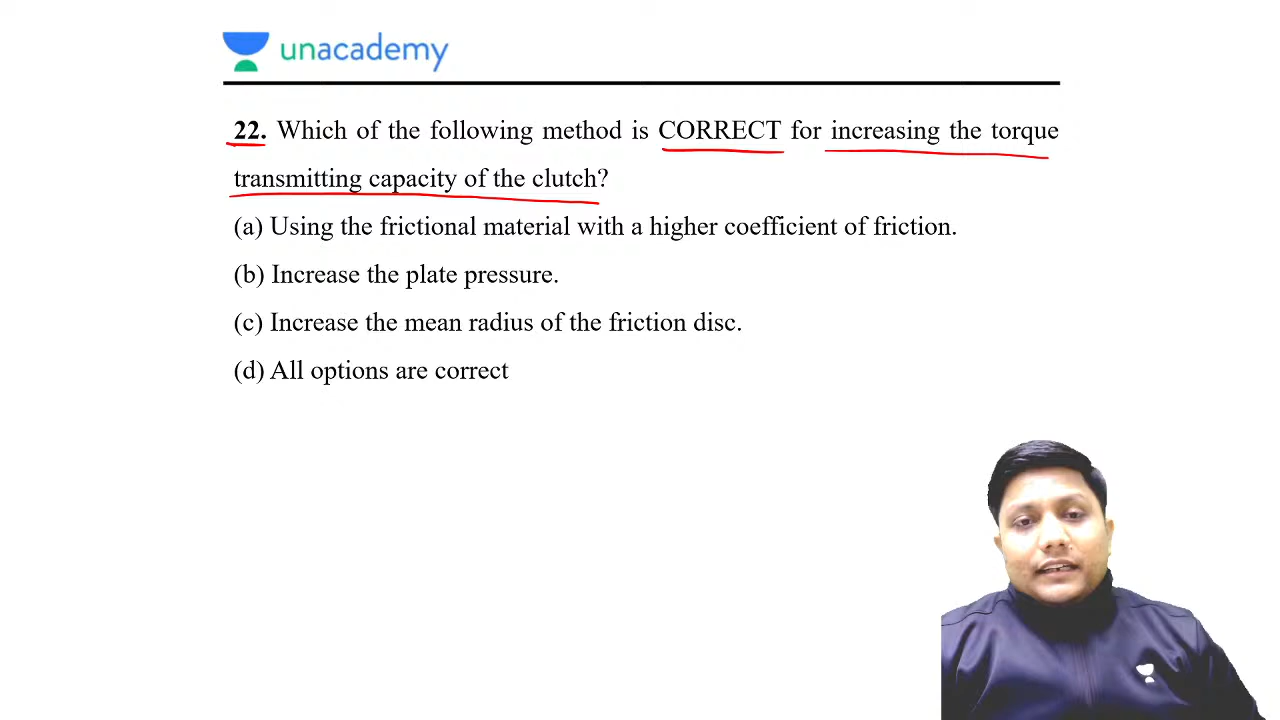 unacademy
22. Which of the following method is CORRECT for increasing the torque
transmitting capacity of the clutch?
(a) Using the frictional material with a higher coefficient of friction.
(b) Increase the plate pressure.
(c) Increase the mean radius of the friction disc.
(d) All options are correct